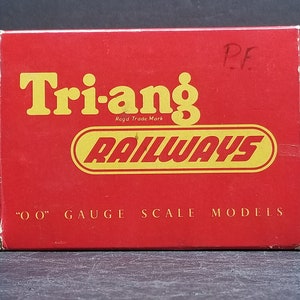 P.F.
Tri-ang
Regd. Trade Mark
RAILWAYS
"OO" GAUGE SCALE MODELS